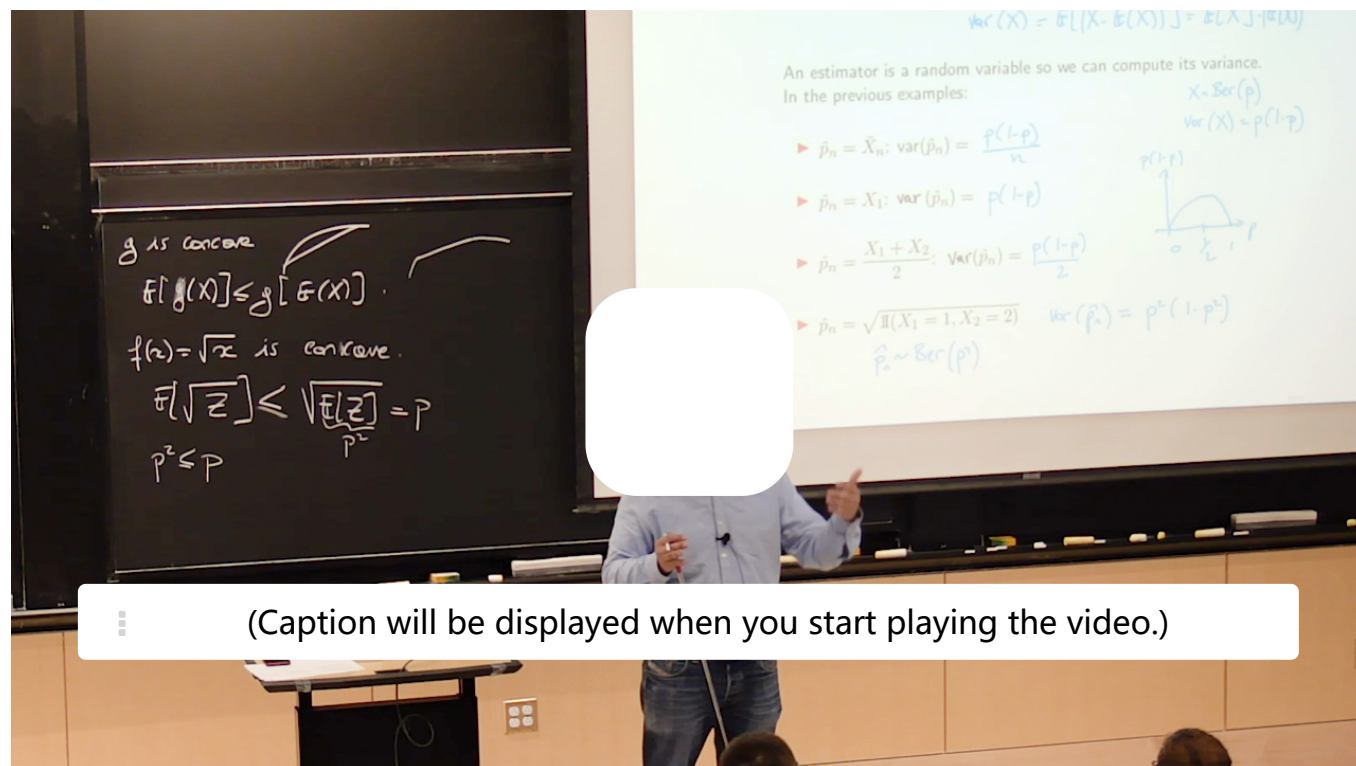 g is concave
E[g(X)] ≤ g[E(X)].
f(x) = √x is concave.
E[√Z] ≤ √E[Z] = p
p²
p² ≤ p
var(X) = E[(X-E(X))²] = E[X²]-(E(X))²
An estimator is a random variable so we can compute its variance.
In the previous examples:
X~Ber(p)
var(X) = p(1-p)
▶ p̂ₙ = X̄ₙ: var(p̂ₙ) = p(1-p)/n
p(1-p)
▶ p̂ₙ = X₁: var(p̂ₙ) = p(1-p)
0 1/2 1 p
▶ p̂ₙ = (X₁ + X₂)/2: var(p̂ₙ) = p(1-p)/2
▶ p̂ₙ = √𝟙(X₁ = 1, X₂ = 2) var(p̂ₙ) = p²(1-p²)
p̂ₙ ~ Ber(p²)
(Caption will be displayed when you start playing the video.)